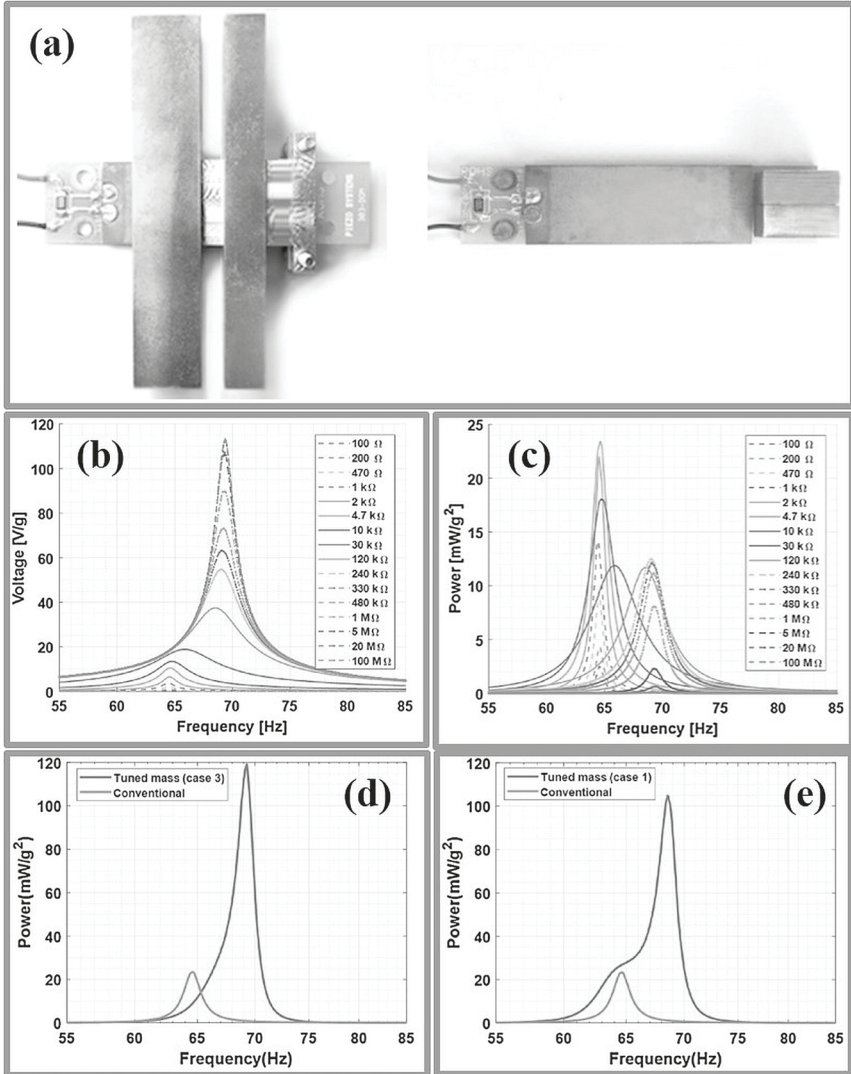 (a)
PIEZO SYSTEMS
120
100
80
60
40
20
0
Voltage [V/g]
(b)
100 Ω
200 Ω
470 Ω
1 kΩ
2 kΩ
4.7 kΩ
10 kΩ
30 kΩ
120 kΩ
240 kΩ
330 kΩ
480 kΩ
1 MΩ
5 MΩ
20 MΩ
100 MΩ
55 60 65 70 75 80 85
Frequency [Hz]
25
20
15
10
5
0
Power [mW/g²]
(c)
100 Ω
200 Ω
470 Ω
1 kΩ
2 kΩ
4.7 kΩ
10 kΩ
30 kΩ
120 kΩ
240 kΩ
330 kΩ
480 kΩ
1 MΩ
5 MΩ
20 MΩ
100 MΩ
55 60 65 70 75 80 85
Frequency [Hz]
120
100
80
60
40
20
0
Power(mW/g²)
Tuned mass (case 3)
Conventional
(d)
55 60 65 70 75 80 85
Frequency(Hz)
120
100
80
60
40
20
0
Power(mW/g²)
Tuned mass (case 1)
Conventional
(e)
55 60 65 70 75 80 85
Frequency(Hz)